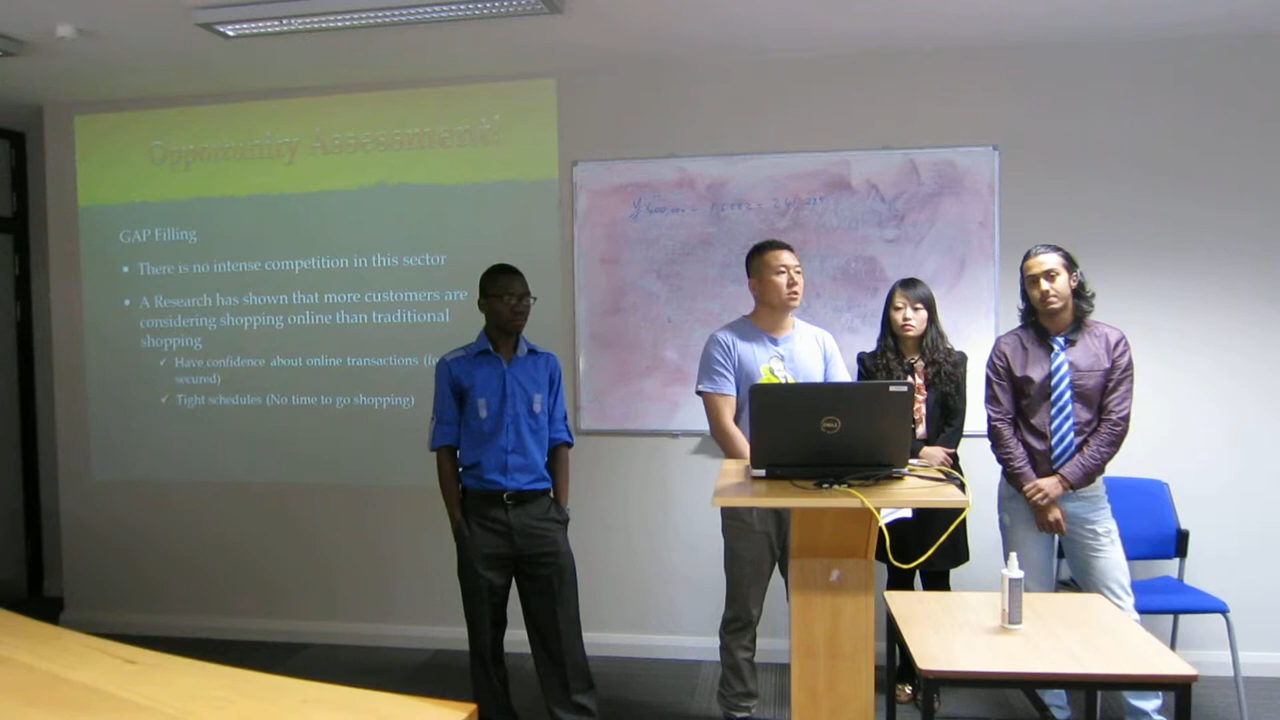 Opportunity Assessment!
GAP Filling
There is no intense competition in this sector
A Research has shown that more customers are
considering shopping online than traditional
shopping
Have confidence about online transactions
secured)
Tight schedules (No time to go shopping)
DELL